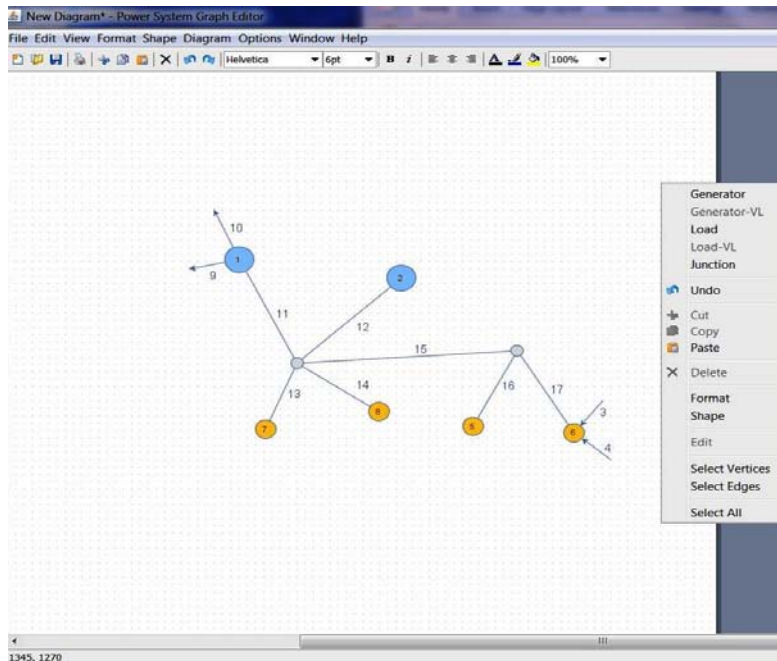 New Diagram* - Power System Graph Editor
File Edit View Format Shape Diagram Options Window Help
Helvetica 6pt B i A 100%
10
1
9
2
11
12
15
16
17
13
14
3
7
8
5
6
4
Generator
Generator-VL
Load
Load-VL
Junction
Undo
Cut
Copy
Paste
Delete
Format
Shape
Edit
Select Vertices
Select Edges
Select All
1345, 1270